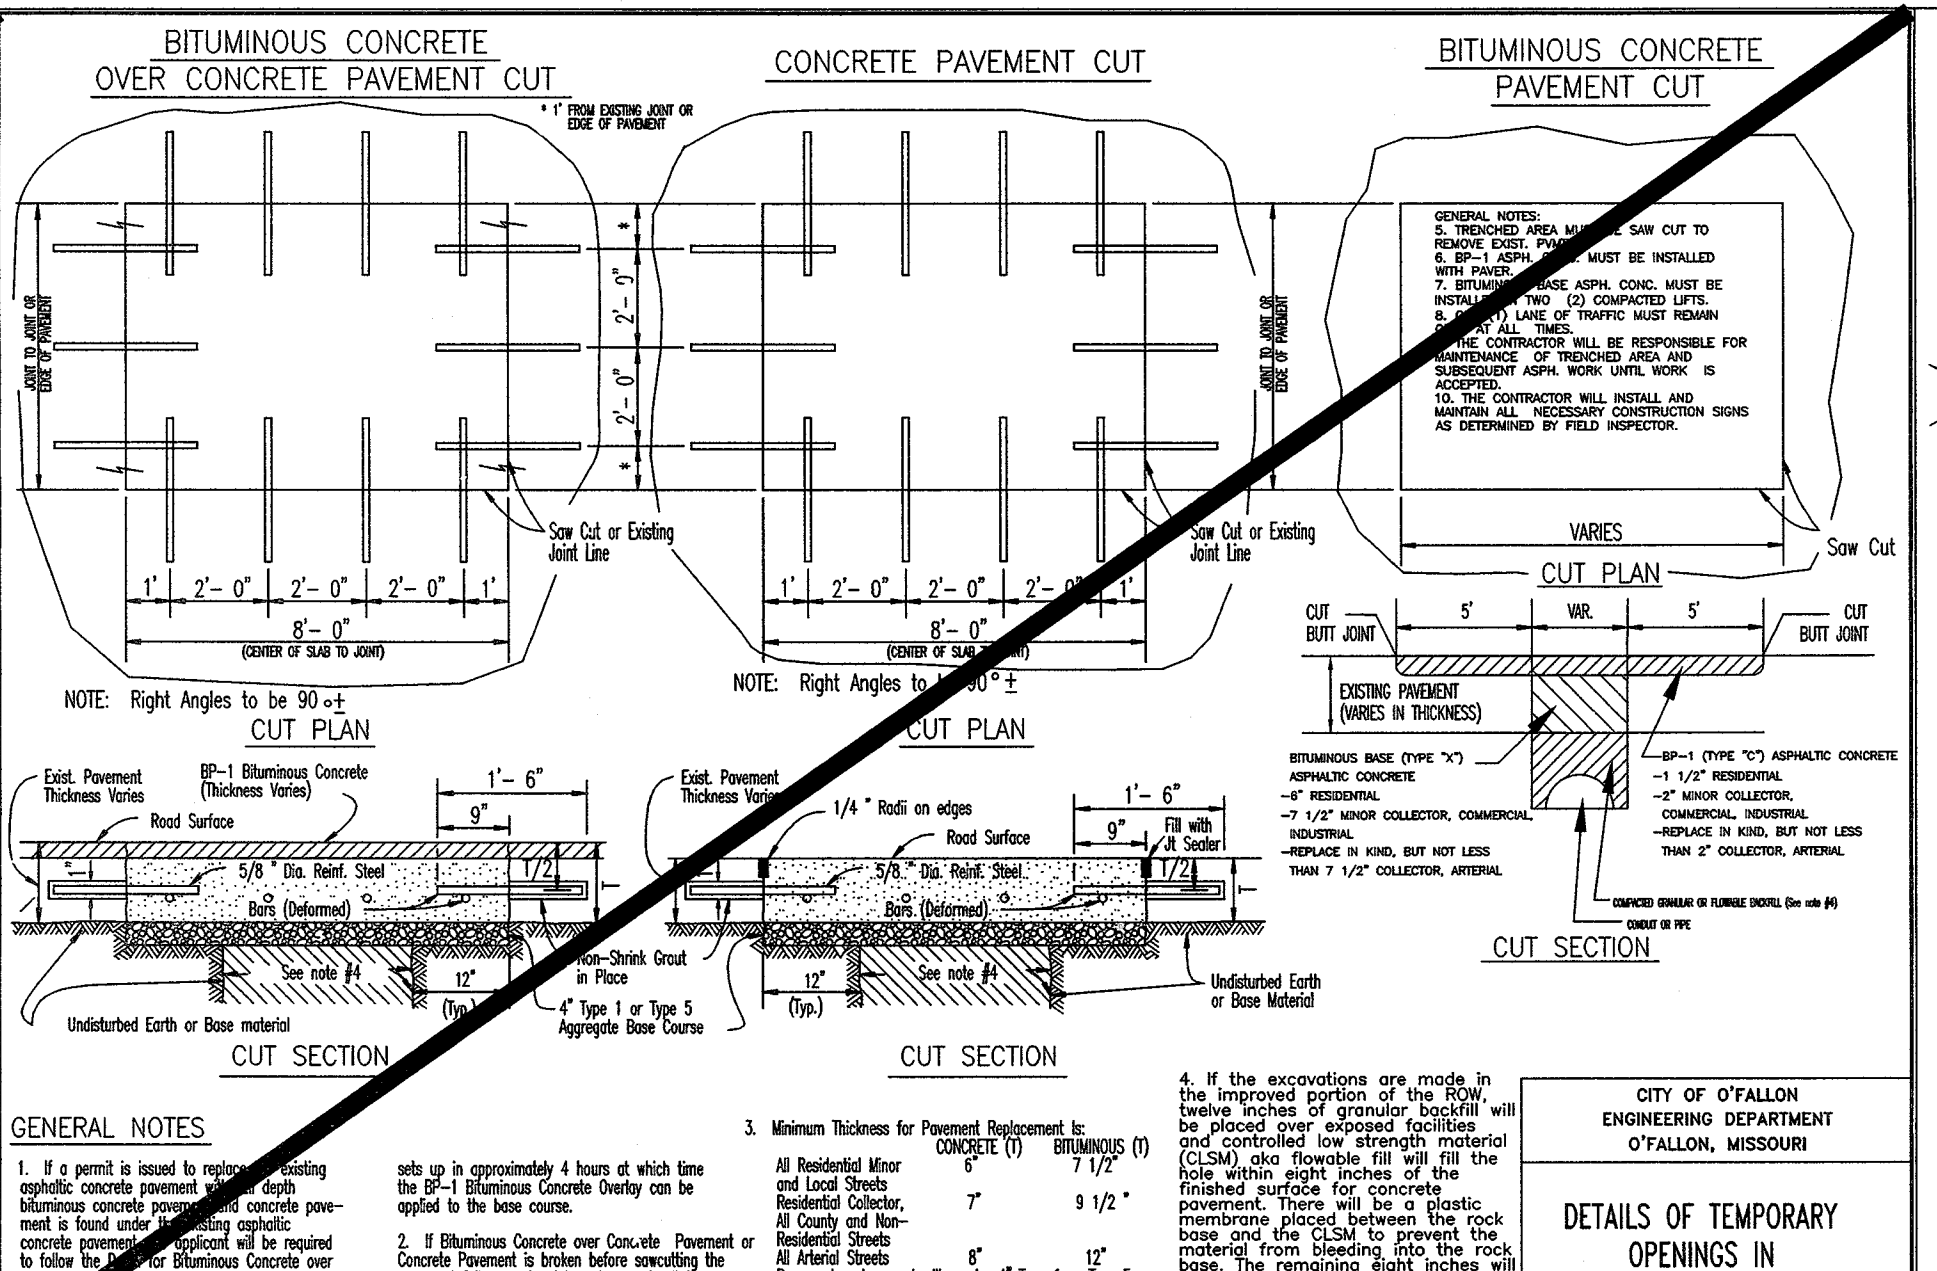 BITUMINOUS CONCRETE
OVER CONCRETE PAVEMENT CUT
* 1' FROM EXISTING JOINT OR
EDGE OF PAVEMENT
JOINT TO JOINT OR
EDGE OF PAVEMENT
*
2'- 0"
2'- 0"
*
Saw Cut or Existing
Joint Line
1' 2'- 0" 2'- 0" 2'- 0" 1'
8'- 0"
(CENTER OF SLAB TO JOINT)
NOTE: Right Angles to be 90 °±
CUT PLAN
CONCRETE PAVEMENT CUT
JOINT TO JOINT OR
EDGE OF PAVEMENT
Saw Cut or Existing
Joint Line
1' 2'- 0" 2'- 0" 2'- 1'
8'- 0"
(CENTER OF SLAB
NOTE: Right Angles to 90° ±
CUT PLAN
BITUMINOUS CONCRETE
PAVEMENT CUT
GENERAL NOTES:
5. TRENCHED AREA SAW CUT TO
REMOVE EXIST.
6. BP-1 ASPH. MUST BE INSTALLED
WITH PAVER.
7. BASE ASPH. CONC. MUST BE
TWO (2) COMPACTED LIFTS.
8. LANE OF TRAFFIC MUST REMAIN
AT ALL TIMES.
THE CONTRACTOR WILL BE RESPONSIBLE FOR
MAINTENANCE OF TRENCHED AREA AND
SUBSEQUENT ASPH. WORK UNTIL WORK IS
ACCEPTED.
10. THE CONTRACTOR WILL INSTALL AND
MAINTAIN ALL NECESSARY CONSTRUCTION SIGNS
AS DETERMINED BY FIELD INSPECTOR.
VARIES
Saw Cut
CUT PLAN
CUT
BUTT JOINT
5' VAR. 5'
CUT
BUTT JOINT
EXISTING PAVEMENT
(VARIES IN THICKNESS)
BITUMINOUS BASE (TYPE "X")
ASPHALTIC CONCRETE
-6" RESIDENTIAL
-7 1/2" MINOR COLLECTOR, COMMERCIAL,
INDUSTRIAL
-REPLACE IN KIND, BUT NOT LESS
THAN 7 1/2" COLLECTOR, ARTERIAL
BP-1 (TYPE "C") ASPHALTIC CONCRETE
-1 1/2" RESIDENTIAL
-2" MINOR COLLECTOR,
COMMERCIAL, INDUSTRIAL
-REPLACE IN KIND, BUT NOT LESS
THAN 2" COLLECTOR, ARTERIAL
COMPACTED GRANULAR OR FLOWABLE BACKFILL (See note #4)
CONDUIT OR PIPE
CUT SECTION
Exist. Pavement
Thickness Varies
BP-1 Bituminous Concrete
(Thickness Varies)
Road Surface
1'- 6"
9"
1"
5/8 " Dia. Reinf. Steel
Bars (Deformed)
T/2
T
See note #4
12"
(Typ.)
Undisturbed Earth or Base material
Non-Shrink Grout
in Place
4" Type 1 or Type 5
Aggregate Base Course
CUT SECTION
Exist. Pavement
Thickness Varies
1/4 " Radii on edges
Road Surface
1'- 6"
9"
Fill with
Jt Sealer
5/8 " Dia. Reinf. Steel
Bars (Deformed)
T/2
T
See note #4
12"
(Typ.)
Undisturbed Earth
or Base Material
CUT SECTION
GENERAL NOTES
1. If a permit is issued to replace existing
asphaltic concrete pavement depth
bituminous concrete concrete pave-
ment is found under asphaltic
concrete pavement applicant will be required
to follow the for Bituminous Concrete over
sets up in approximately 4 hours at which time
the BP-1 Bituminous Concrete Overlay can be
applied to the base course.
2. If Bituminous Concrete over Concrete Pavement or
Concrete Pavement is broken before sawcutting the
3. Minimum Thickness for Pavement Replacement Is:
CONCRETE (T) BITUMINOUS (T)
All Residential Minor 6" 7 1/2"
and Local Streets
Residential Collector, 7" 9 1/2 "
All County and Non-
Residential Streets
All Arterial Streets 8" 12"
4. If the excavations are made in
the improved portion of the ROW,
twelve inches of granular backfill will
be placed over exposed facilities
and controlled low strength material
(CLSM) aka flowable fill will fill the
hole within eight inches of the
finished surface for concrete
pavement. There will be a plastic
membrane placed between the rock
base and the CLSM to prevent the
material from bleeding into the rock
base. The remaining eight inches will
CITY OF O'FALLON
ENGINEERING DEPARTMENT
O'FALLON, MISSOURI
DETAILS OF TEMPORARY
OPENINGS IN